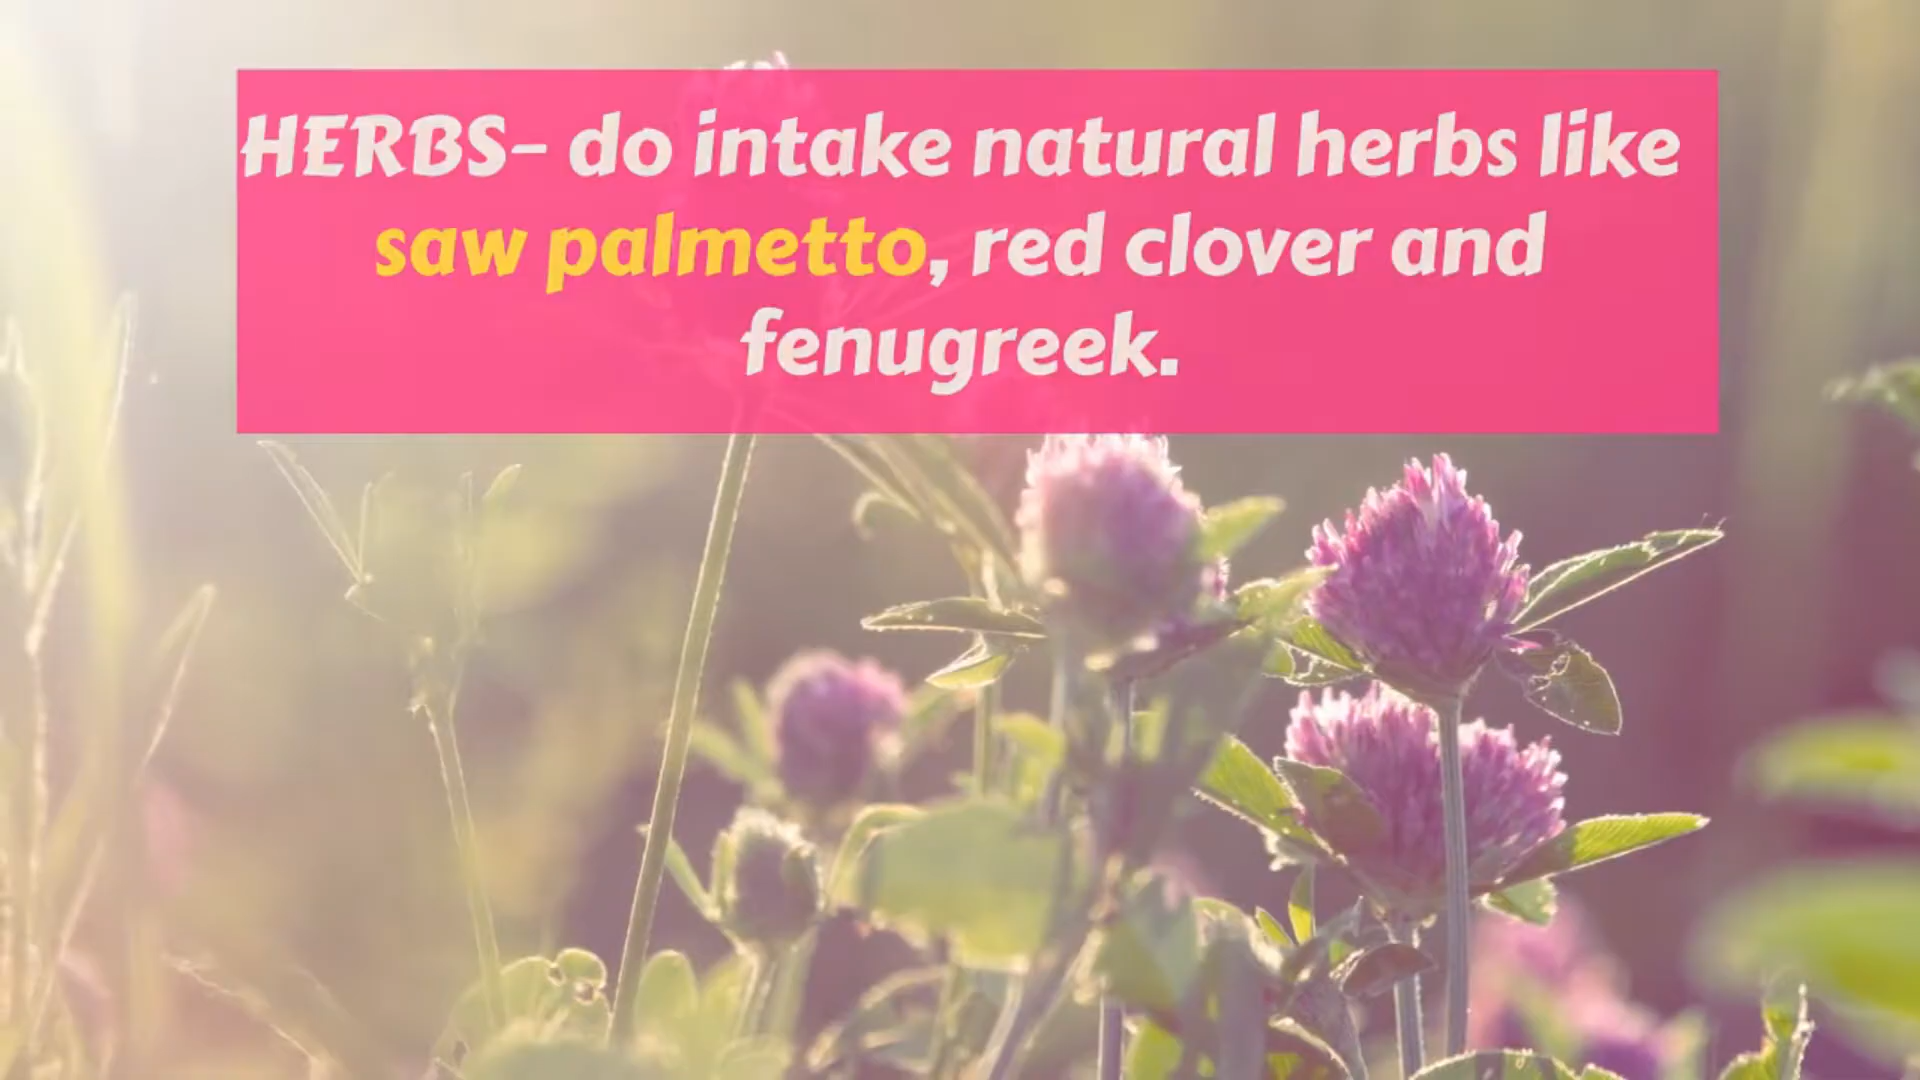 HERBS- do intake natural herbs like
saw palmetto, red clover and
fenugreek.